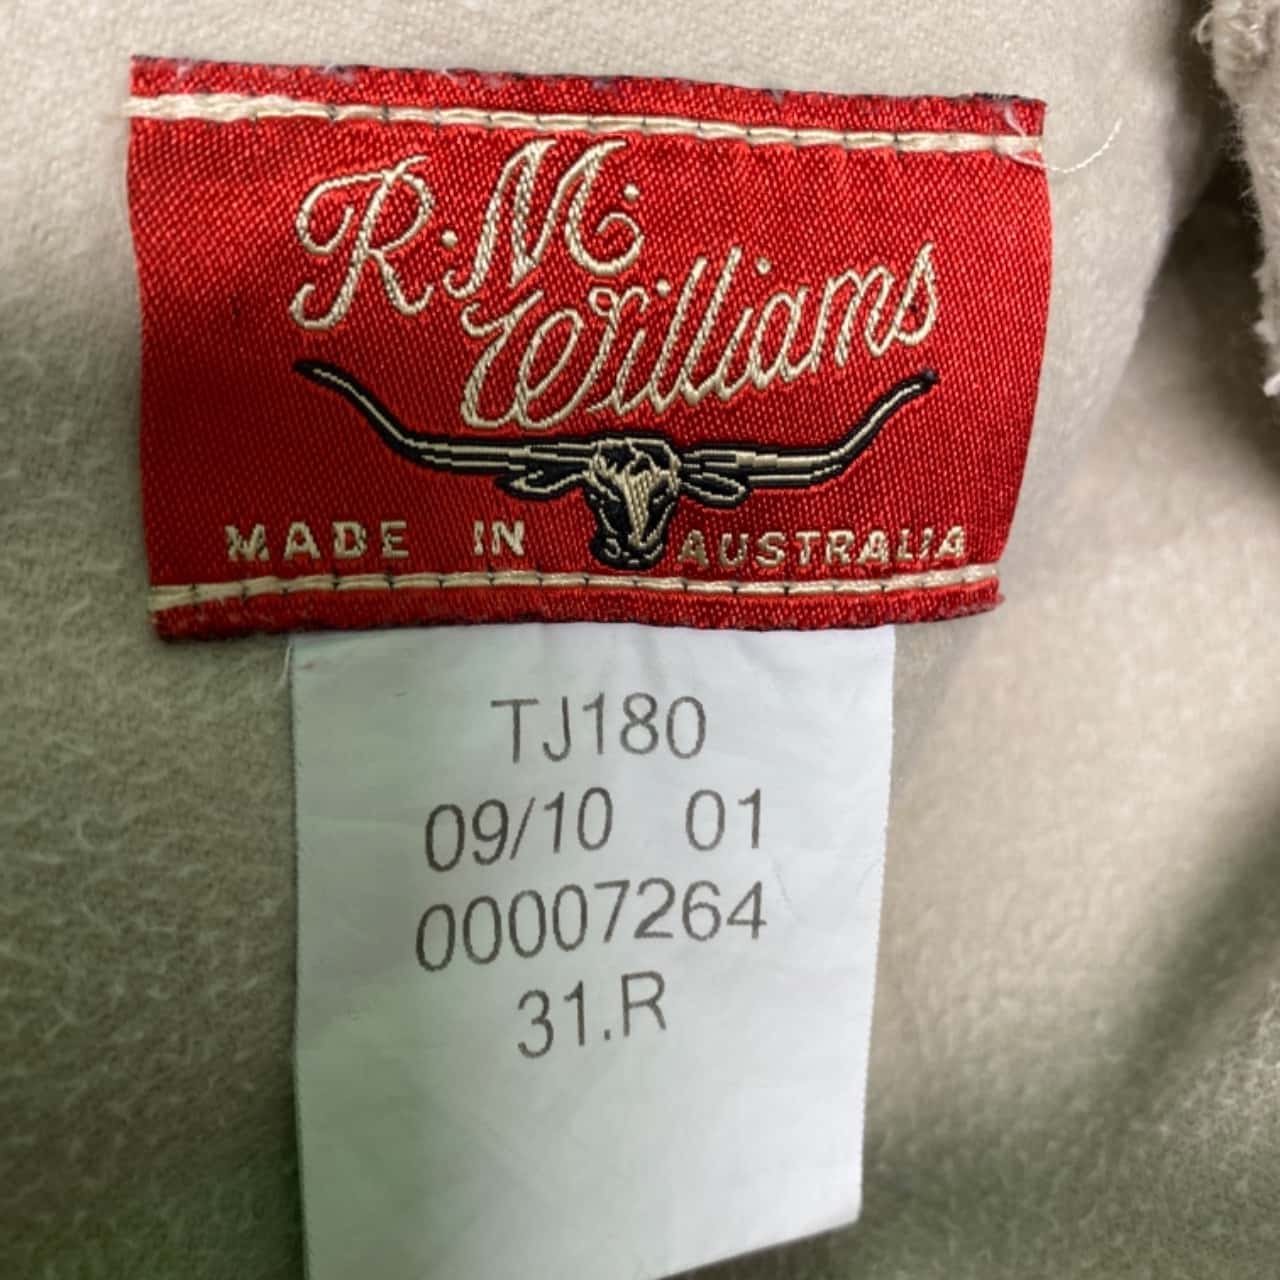 R.M.
Williams
MADE IN AUSTRALIA
TJ180
09/10 01
00007264
31.R